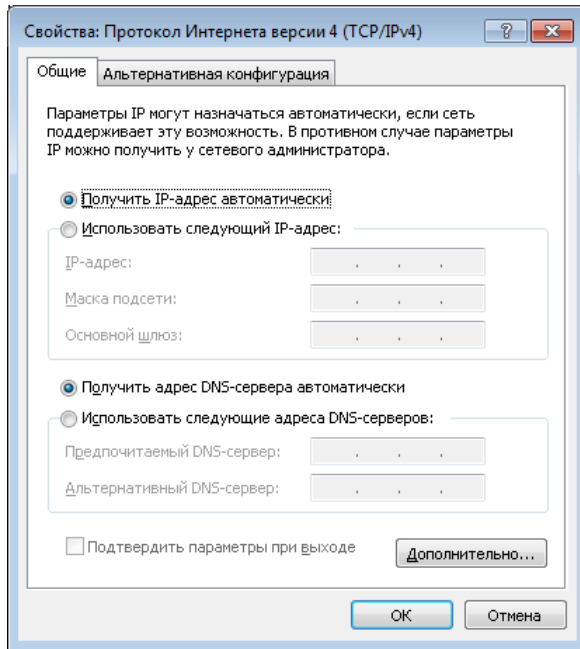 Свойства: Протокол Интернета версии 4 (TCP/IPv4)
Общие Альтернативная конфигурация
Параметры IP могут назначаться автоматически, если сеть
поддерживает эту возможность. В противном случае параметры
IP можно получить у сетевого администратора.
Получить IP-адрес автоматически
Использовать следующий IP-адрес:
IP-адрес:
Маска подсети:
Основной шлюз:
Получить адрес DNS-сервера автоматически
Использовать следующие адреса DNS-серверов:
Предпочитаемый DNS-сервер:
Альтернативный DNS-сервер:
Подтвердить параметры при выходе
Дополнительно...
ОК Отмена